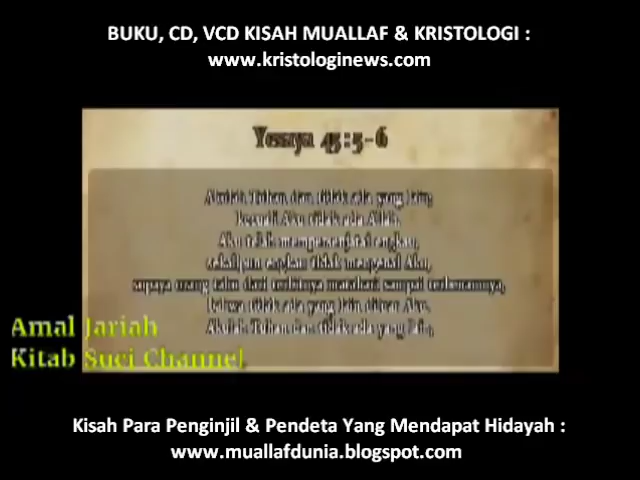 BUKU, CD, VCD KISAH MUALLAF & KRISTOLOGI :
www.kristologinews.com
Yesaya 45:5-6
Akulah Tuhan dan tidak ada yang lain;
kecuali Aku tidak ada Allah.
Aku telah mempersenjatai engkau,
sekalipun engkau tidak mengenal Aku,
supaya orang tahu dari terbitnya matahari sampai terbenamnya,
bahwa tidak ada yang lain diluar Aku.
Akulah Tuhan dan tidak ada yang lain,
Amal Jariah
Kitab Suci Channel
Kisah Para Penginjil & Pendeta Yang Mendapat Hidayah :
www.muallafdunia.blogspot.com